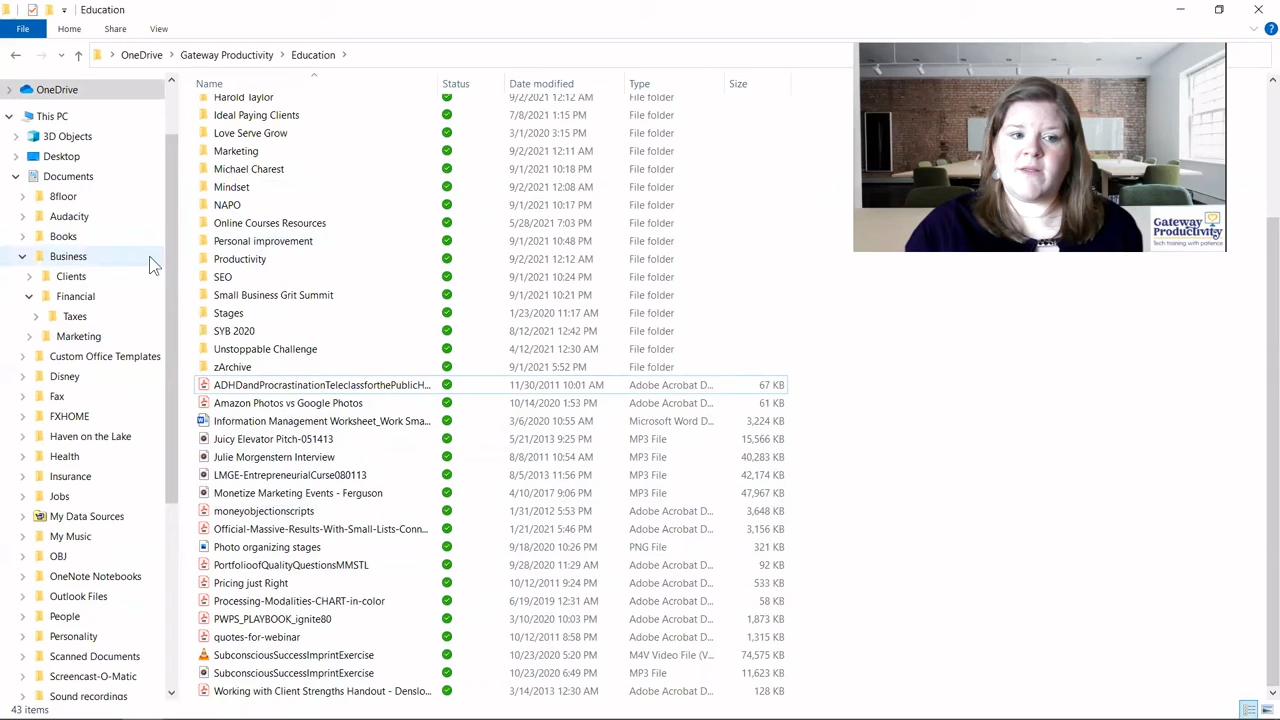 Education
File Home Share View
OneDrive > Gateway Productivity > Education >
Name Status Date modified Type Size
OneDrive
This PC
3D Objects
Desktop
Documents
8floor
Audacity
Books
Business
Clients
Financial
Taxes
Marketing
Custom Office Templates
Disney
Fax
FXHOME
Haven on the Lake
Health
Insurance
Jobs
My Data Sources
My Music
OBJ
OneNote Notebooks
Outlook Files
People
Personality
Scanned Documents
Screencast-O-Matic
Sound recordings
Harold Taylor 9/2/2021 12:12 AM File folder
Ideal Paying Clients 7/8/2021 1:15 PM File folder
Love Serve Grow 3/1/2020 3:15 PM File folder
Marketing 9/2/2021 12:11 AM File folder
Michael Charest 9/1/2021 10:18 PM File folder
Mindset 9/2/2021 12:08 AM File folder
NAPO 9/1/2021 10:17 PM File folder
Online Courses Resources /28/2021 7:03 PM File folder
Personal improvement 9/1/2021 10:48 PM File folder
Productivity 9/2/2021 12:12 AM File folder
SEO 9/1/2021 10:24 PM File folder
Small Business Grit Summit 9/1/2021 10:21 PM File folder
Stages 1/23/2020 11:17 AM File folder
SYB 2020 8/12/2021 12:42 PM File folder
Unstoppable Challenge 4/12/2021 12:30 AM File folder
zArchive 9/1/2021 5:52 PM File folder
ADHDandProcrastinationTeleclassforthePublicH... 11/30/2011 10:01 AM Adobe Acrobat D... 67 KB
Amazon Photos vs Google Photos 10/14/2020 1:53 PM Adobe Acrobat D... 61 KB
Information Management Worksheet_Work Sma... 3/6/2020 10:55 AM Microsoft Word D... 3,224 KB
Juicy Elevator Pitch-051413 5/21/2013 9:25 PM MP3 File 15,566 KB
Julie Morgenstern Interview 8/8/2011 10:54 AM MP3 File 40,283 KB
LMGE-EntrepreneurialCurse080113 8/5/2013 11:56 PM MP3 File 42,174 KB
Monetize Marketing Events - Ferguson 4/10/2017 9:06 PM MP3 File 47,967 KB
moneyobjectionscripts 1/31/2012 5:53 PM Adobe Acrobat D... 3,648 KB
Official-Massive-Results-With-Small-Lists-Conn... 1/21/2021 5:46 PM Adobe Acrobat D... 3,156 KB
Photo organizing stages 9/18/2020 10:26 PM PNG File 321 KB
PortfolioofQualityQuestionsMMSTL 9/28/2020 11:29 AM Adobe Acrobat D... 92 KB
Pricing just Right 10/12/2011 9:24 PM Adobe Acrobat D... 533 KB
Processing-Modalities-CHART-in-color 6/19/2019 12:31 AM Adobe Acrobat D... 58 KB
PWPS_PLAYBOOK_ignite80 3/10/2020 10:03 PM Adobe Acrobat D... 1,873 KB
quotes-for-webinar 10/12/2011 8:58 PM Adobe Acrobat D... 1,315 KB
SubconsciousSuccessImprintExercise 10/23/2020 5:20 PM M4V Video File (V... 74,575 KB
SubconsciousSuccessImprintExercise 10/23/2020 6:49 PM MP3 File 11,623 KB
Working with Client Strengths Handout - Denslo... 3/14/2013 12:30 AM Adobe Acrobat D... 128 KB
43 items
Gateway
Productivity
Tech training with patience